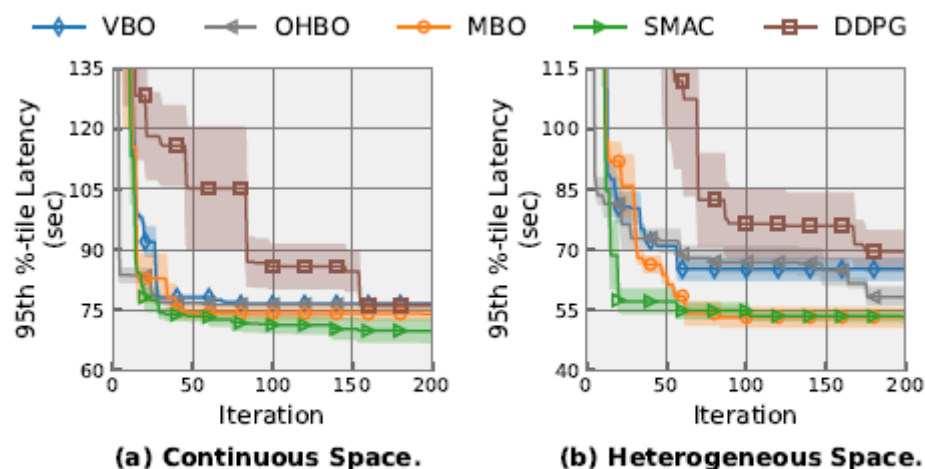 VBO OHBO MBO SMAC DDPG
95th %-tile Latency
(sec)
135
120
105
90
75
60
0 50 100 150 200
Iteration
(a) Continuous Space.
95th %-tile Latency
(sec)
115
100
85
70
55
40
0 50 100 150 200
Iteration
(b) Heterogeneous Space.